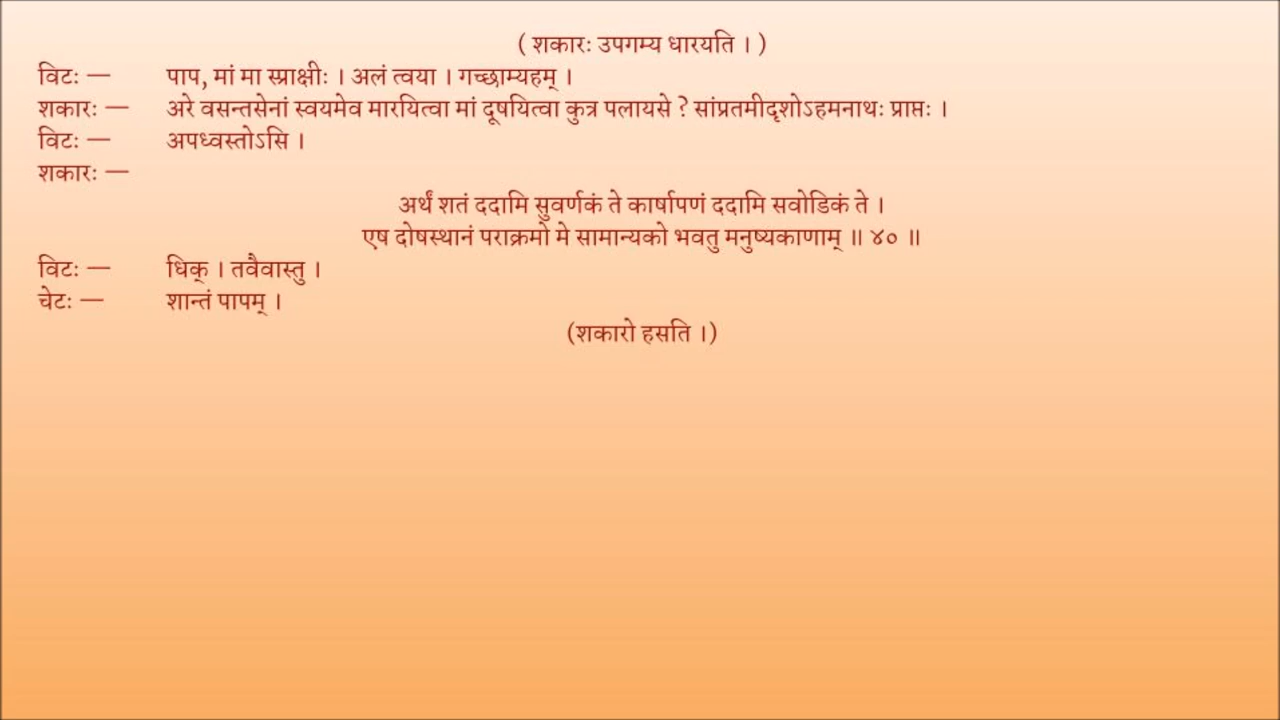 ( शकारः उपगम्य धारयति । )
विटः — पाप, मां मा स्प्राक्षीः । अलं त्वया । गच्छाम्यहम् ।
शकारः — अरे वसन्तसेनां स्वयमेव मारयित्वा मां दूषयित्वा कुत्र पलायसे ? सांप्रतमीदृशोऽहमनाथः प्राप्तः ।
विटः — अपध्वस्तोऽसि ।
शकारः —
अर्थं शतं ददामि सुवर्णकं ते कार्षापणं ददामि सवोडिकं ते ।
एष दोषस्थानं पराक्रमो मे सामान्यको भवतु मनुष्यकाणाम् ॥ ४० ॥
विटः — धिक् । तवैवास्तु ।
चेटः — शान्तं पापम् ।
(शकारो हसति ।)